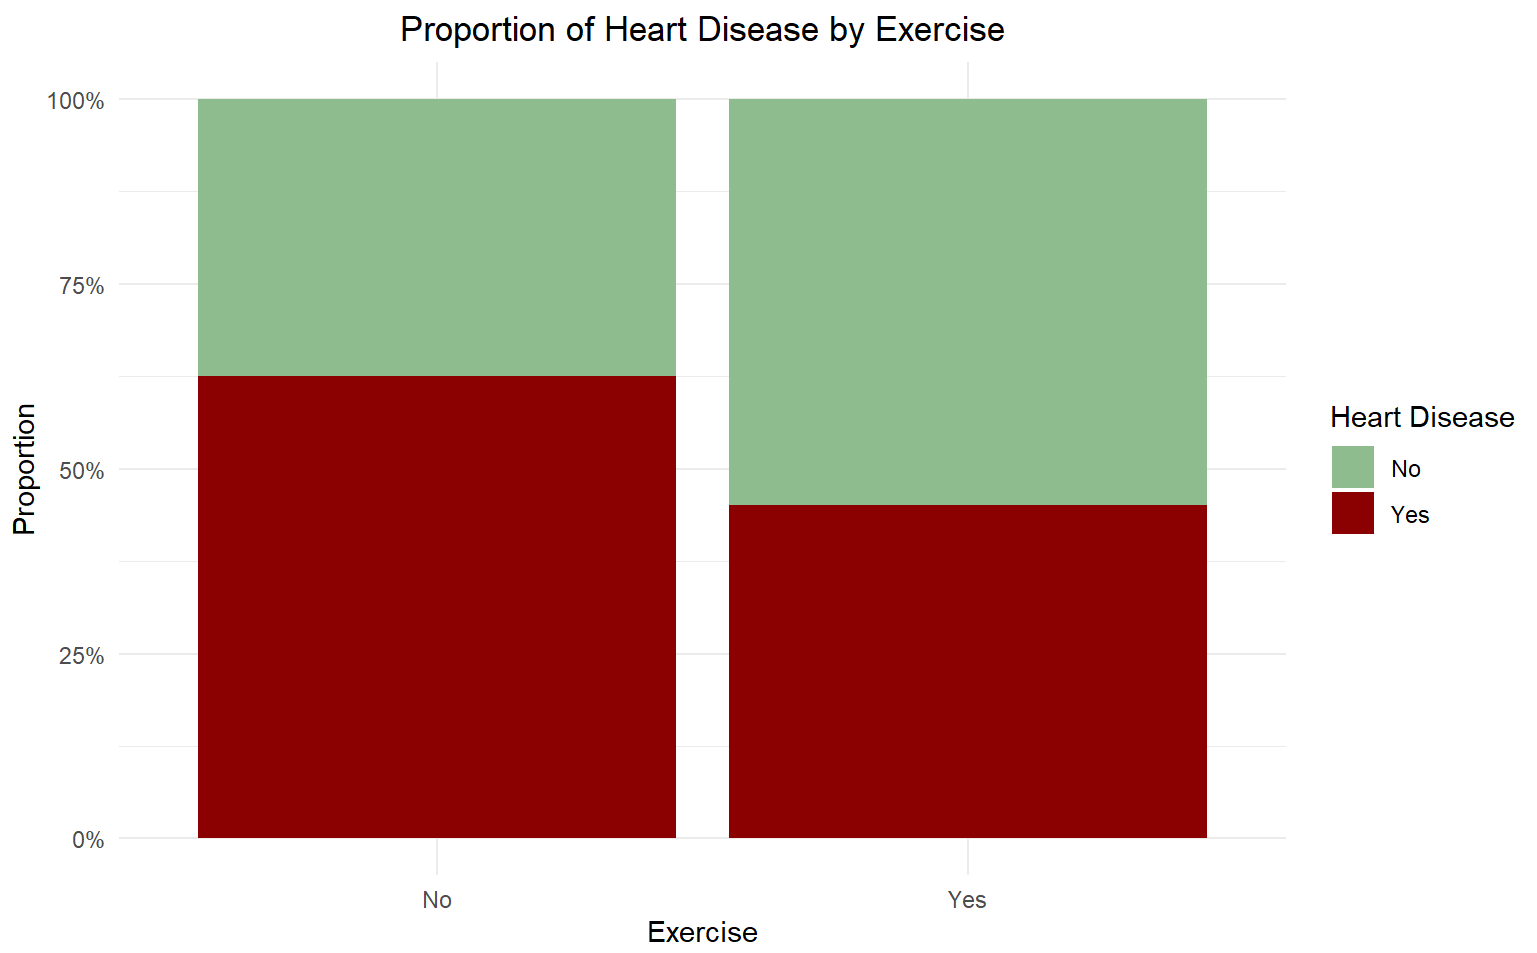 Proportion of Heart Disease by Exercise
100%
75%
50%
25%
0%
Proportion
No
Yes
Exercise
Heart Disease
No
Yes